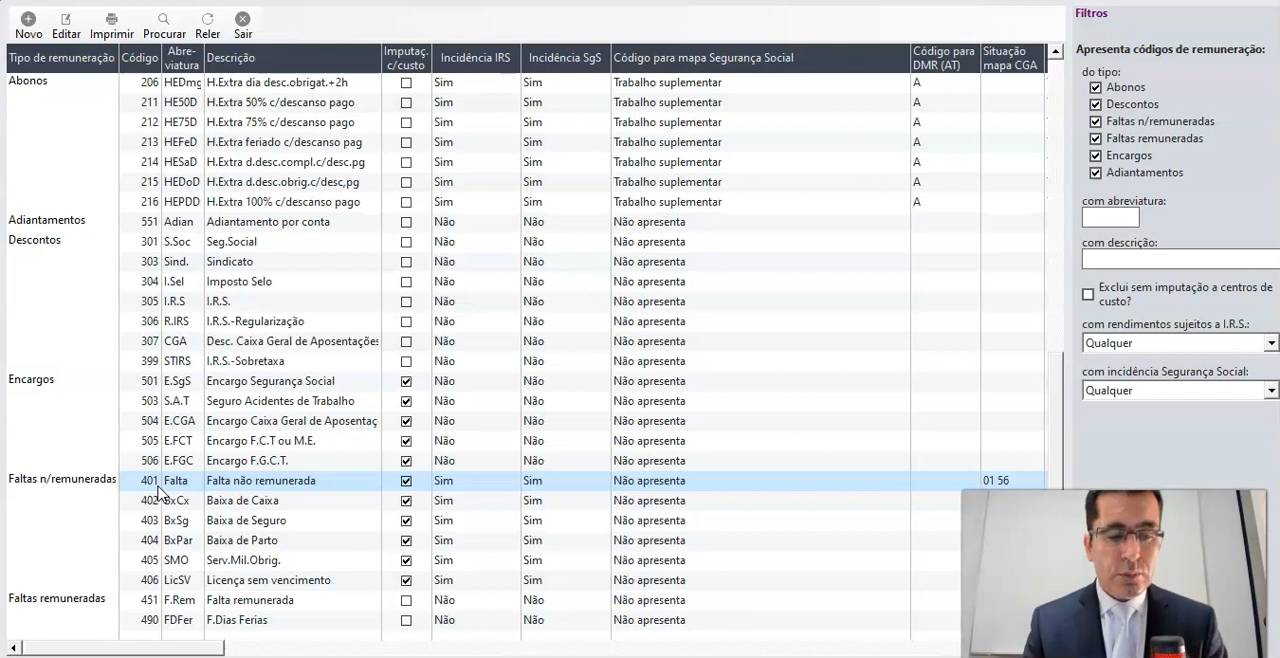 Novo Editar Imprimir Procurar Reler Sair
Tipo de remuneração Código Abre-viatura Descrição Imputaç. c/custo Incidência IRS Incidência SgS Código para mapa Segurança Social Código para DMR (AT) Situação mapa CGA
Abonos 206 HEDmg H.Extra dia desc.obrigat.+2h Sim Sim Trabalho suplementar A
211 HE50D H.Extra 50% c/descanso pago Sim Sim Trabalho suplementar A
212 HE75D H.Extra 75% c/descanso pago Sim Sim Trabalho suplementar A
213 HEFeD H.Extra feriado c/descanso pag Sim Sim Trabalho suplementar A
214 HESaD H.Extra d.desc.compl.c/desc.pg Sim Sim Trabalho suplementar A
215 HEDoD H.Extra d.desc.obrig.c/desc,pg Sim Sim Trabalho suplementar A
216 HEPDD H.Extra 100% c/descanso pago Sim Sim Trabalho suplementar A
Adiantamentos 551 Adian Adiantamento por conta Não Não Não apresenta
Descontos 301 S.Soc Seg.Social Não Não Não apresenta
303 Sind. Sindicato Não Não Não apresenta
304 I.Sel Imposto Selo Não Não Não apresenta
305 I.R.S I.R.S. Não Não Não apresenta
306 R.IRS I.R.S.-Regularização Não Não Não apresenta
307 CGA Desc. Caixa Geral de Aposentações Não Não Não apresenta
399 STIRS I.R.S.-Sobretaxa Não Não Não apresenta
Encargos 501 E.SgS Encargo Segurança Social Não Não Não apresenta
503 S.A.T Seguro Acidentes de Trabalho Não Não Não apresenta
504 E.CGA Encargo Caixa Geral de Aposentaç Não Não Não apresenta
505 E.FCT Encargo F.C.T ou M.E. Não Não Não apresenta
506 E.FGC Encargo F.G.C.T. Não Não Não apresenta
Faltas n/remuneradas 401 Falta Falta não remunerada Sim Sim Não apresenta 01 56
402 BxCx Baixa de Caixa Sim Sim Não apresenta
403 BxSg Baixa de Seguro Sim Sim Não apresenta
404 BxPar Baixa de Parto Sim Sim Não apresenta
405 SMO Serv.Mil.Obrig. Sim Sim Não apresenta
406 LicSV Licença sem vencimento Sim Sim Não apresenta
Faltas remuneradas 451 F.Rem Falta remunerada Não Não Não apresenta
490 FDFer F.Dias Ferias Não Não Não apresenta
Filtros
Apresenta códigos de remuneração:
do tipo:
Abonos
Descontos
Faltas n/remuneradas
Faltas remuneradas
Encargos
Adiantamentos
com abreviatura:
com descrição:
Exclui sem imputação a centros de
custo?
com rendimentos sujeitos a I.R.S.:
Qualquer
com incidência Segurança Social:
Qualquer